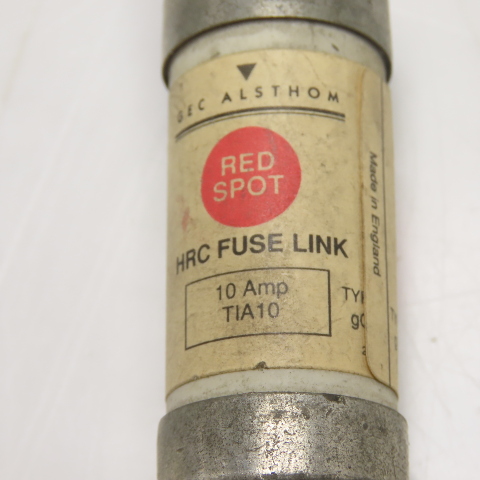 GEC ALSTHOM
RED
SPOT
HRC FUSE LINK
10 Amp
TIA10
Made in England